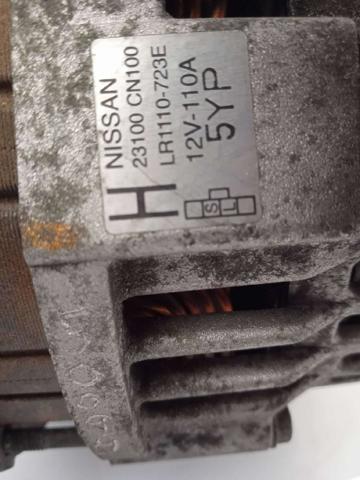 H
NISSAN
23100 CN100
LR1110-723E
12V-110A
5YP
S L